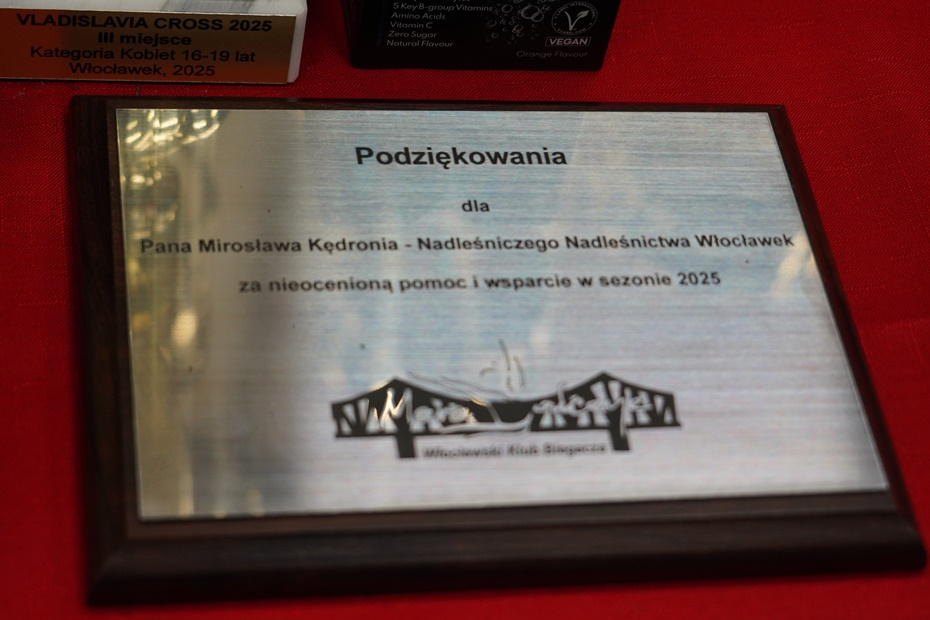 VLADISLAVIA CROSS 2025
III miejsce
Kategoria Kobiet 16-19 lat
Włocławek, 2025
5 Key B-group Vitamins
Amino Acids
Vitamin C
Zero Sugar
Natural Flavour
VEGAN
Orange Flavour
Podziękowania
dla
Pana Mirosława Kędronia - Nadleśniczego Nadleśnictwa Włocławek
za nieocenioną pomoc i wsparcie w sezonie 2025
Włocławski Klub Biegacza